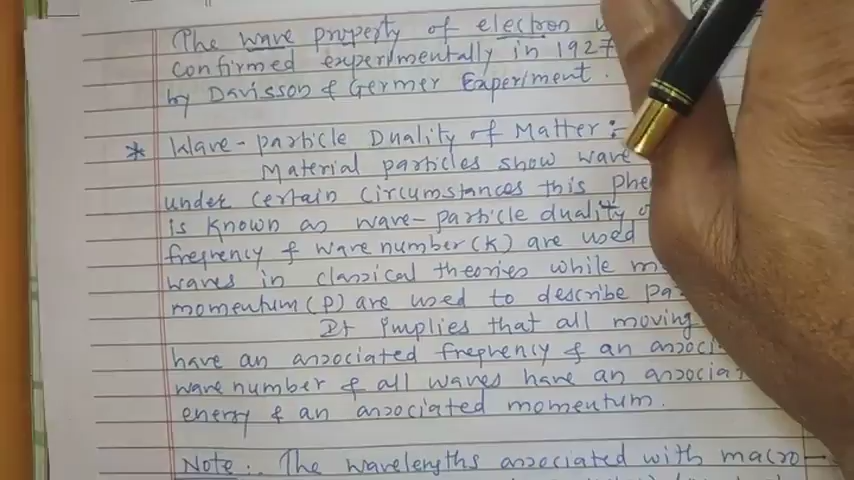 The wave property of electron
confirmed experimentally in 1927
by Davisson & Germer Experiment.
* Wave-particle Duality of Matter:
Material particles show wave
under certain circumstances this
is known as wave-particle duality
frequency & wave number (K) are used
waves in classical theories while
momentum (P) are used to describe
It implies that all moving
have an associated frequency & an
wave number & all waves have an
energy & an associated momentum.
Note:- The wavelengths associated with macro-